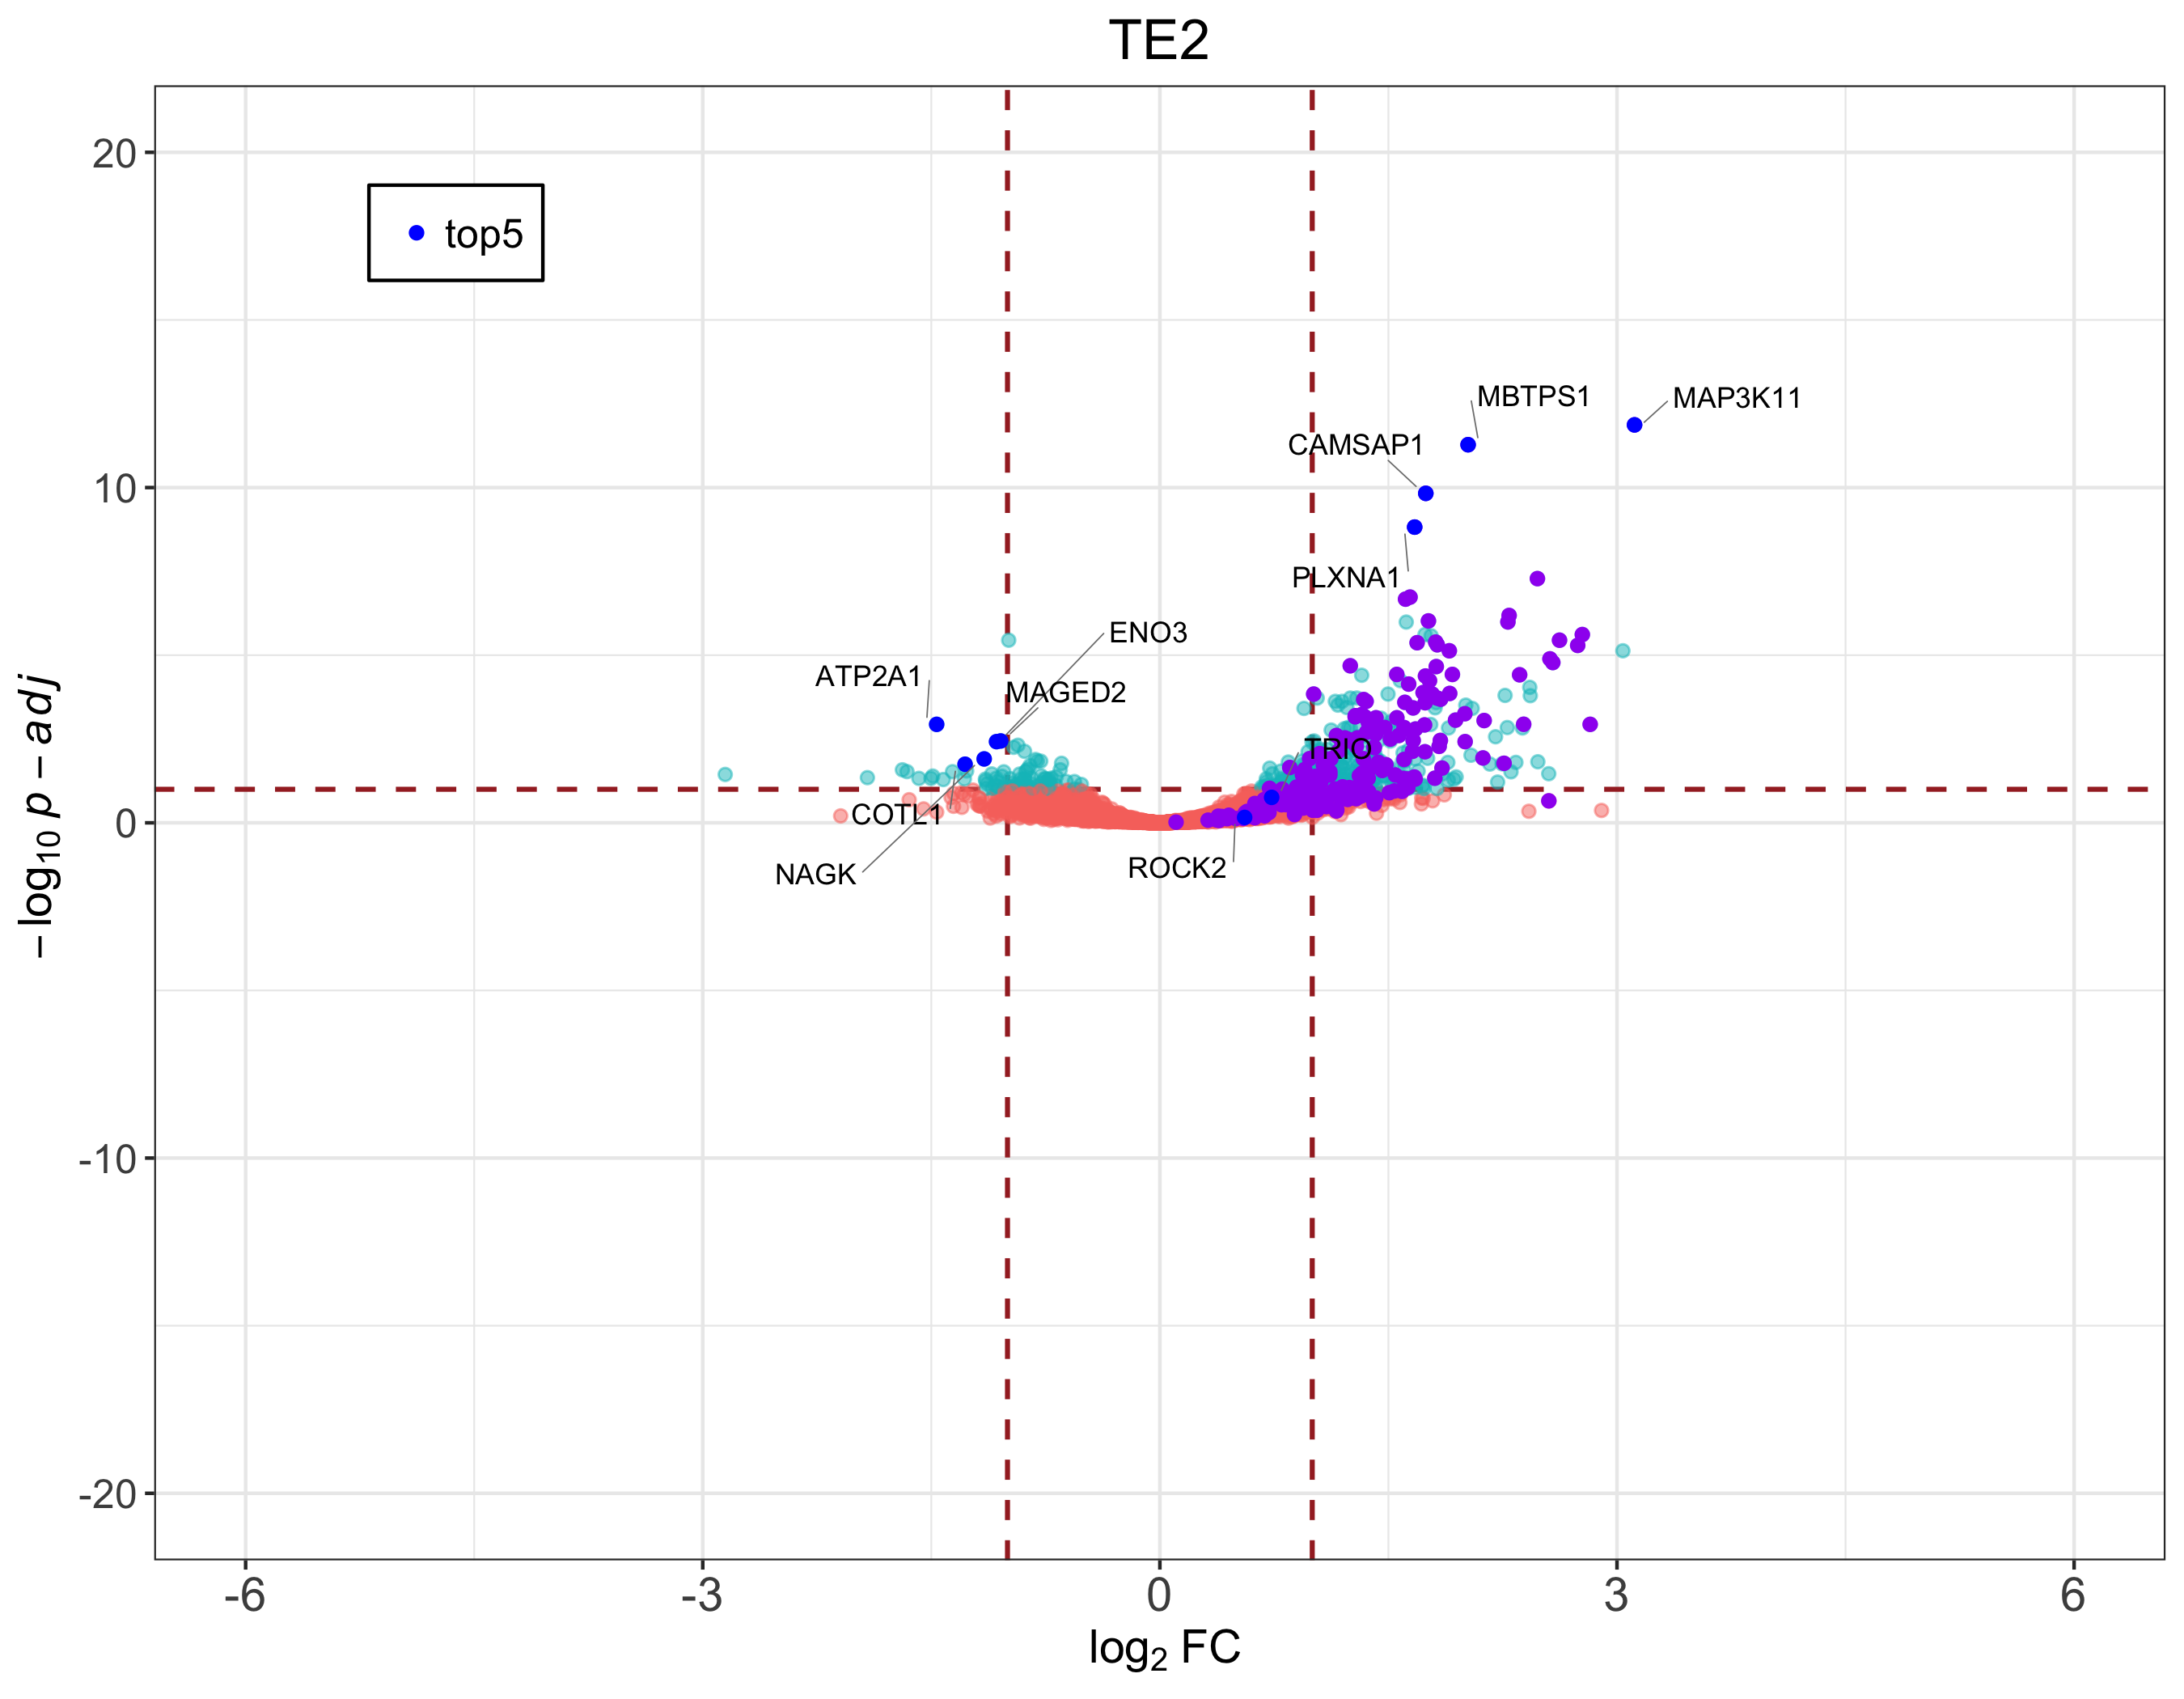 TE2
20
top5
MBTPS1
MAP3K11
CAMSAP1
10
PLXNA1
ENO3
ATP2A1
MAGED2
TRIO
COTL1
0
ROCK2
NAGK
-10
-20
−log10 p − adj
-6
-3
0
3
6
log2 FC